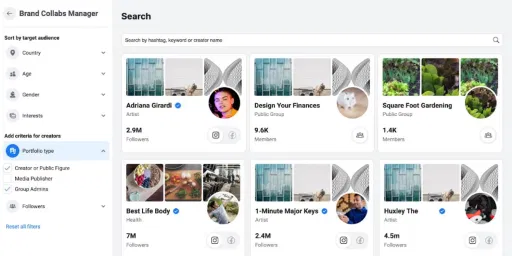 Brand Collabs Manager
Sort by target audience
Country
Age
Gender
Interests
Add criteria for creators
Portfolio type
Creator or Public Figure
Media Publisher
Group Admins
Followers
Reset all filters
Search
Search by hashtag, keyword or creator name
Adriana Girardi
Artist
2.9M
Followers
Design Your Finances
Public Group
9.6K
Members
Square Foot Gardening
Public Group
1.4K
Members
Best Life Body
Health
7M
Followers
1-Minute Major Keys
Artist
2.4M
Followers
Huxley The
Artist
4.5m
Followers